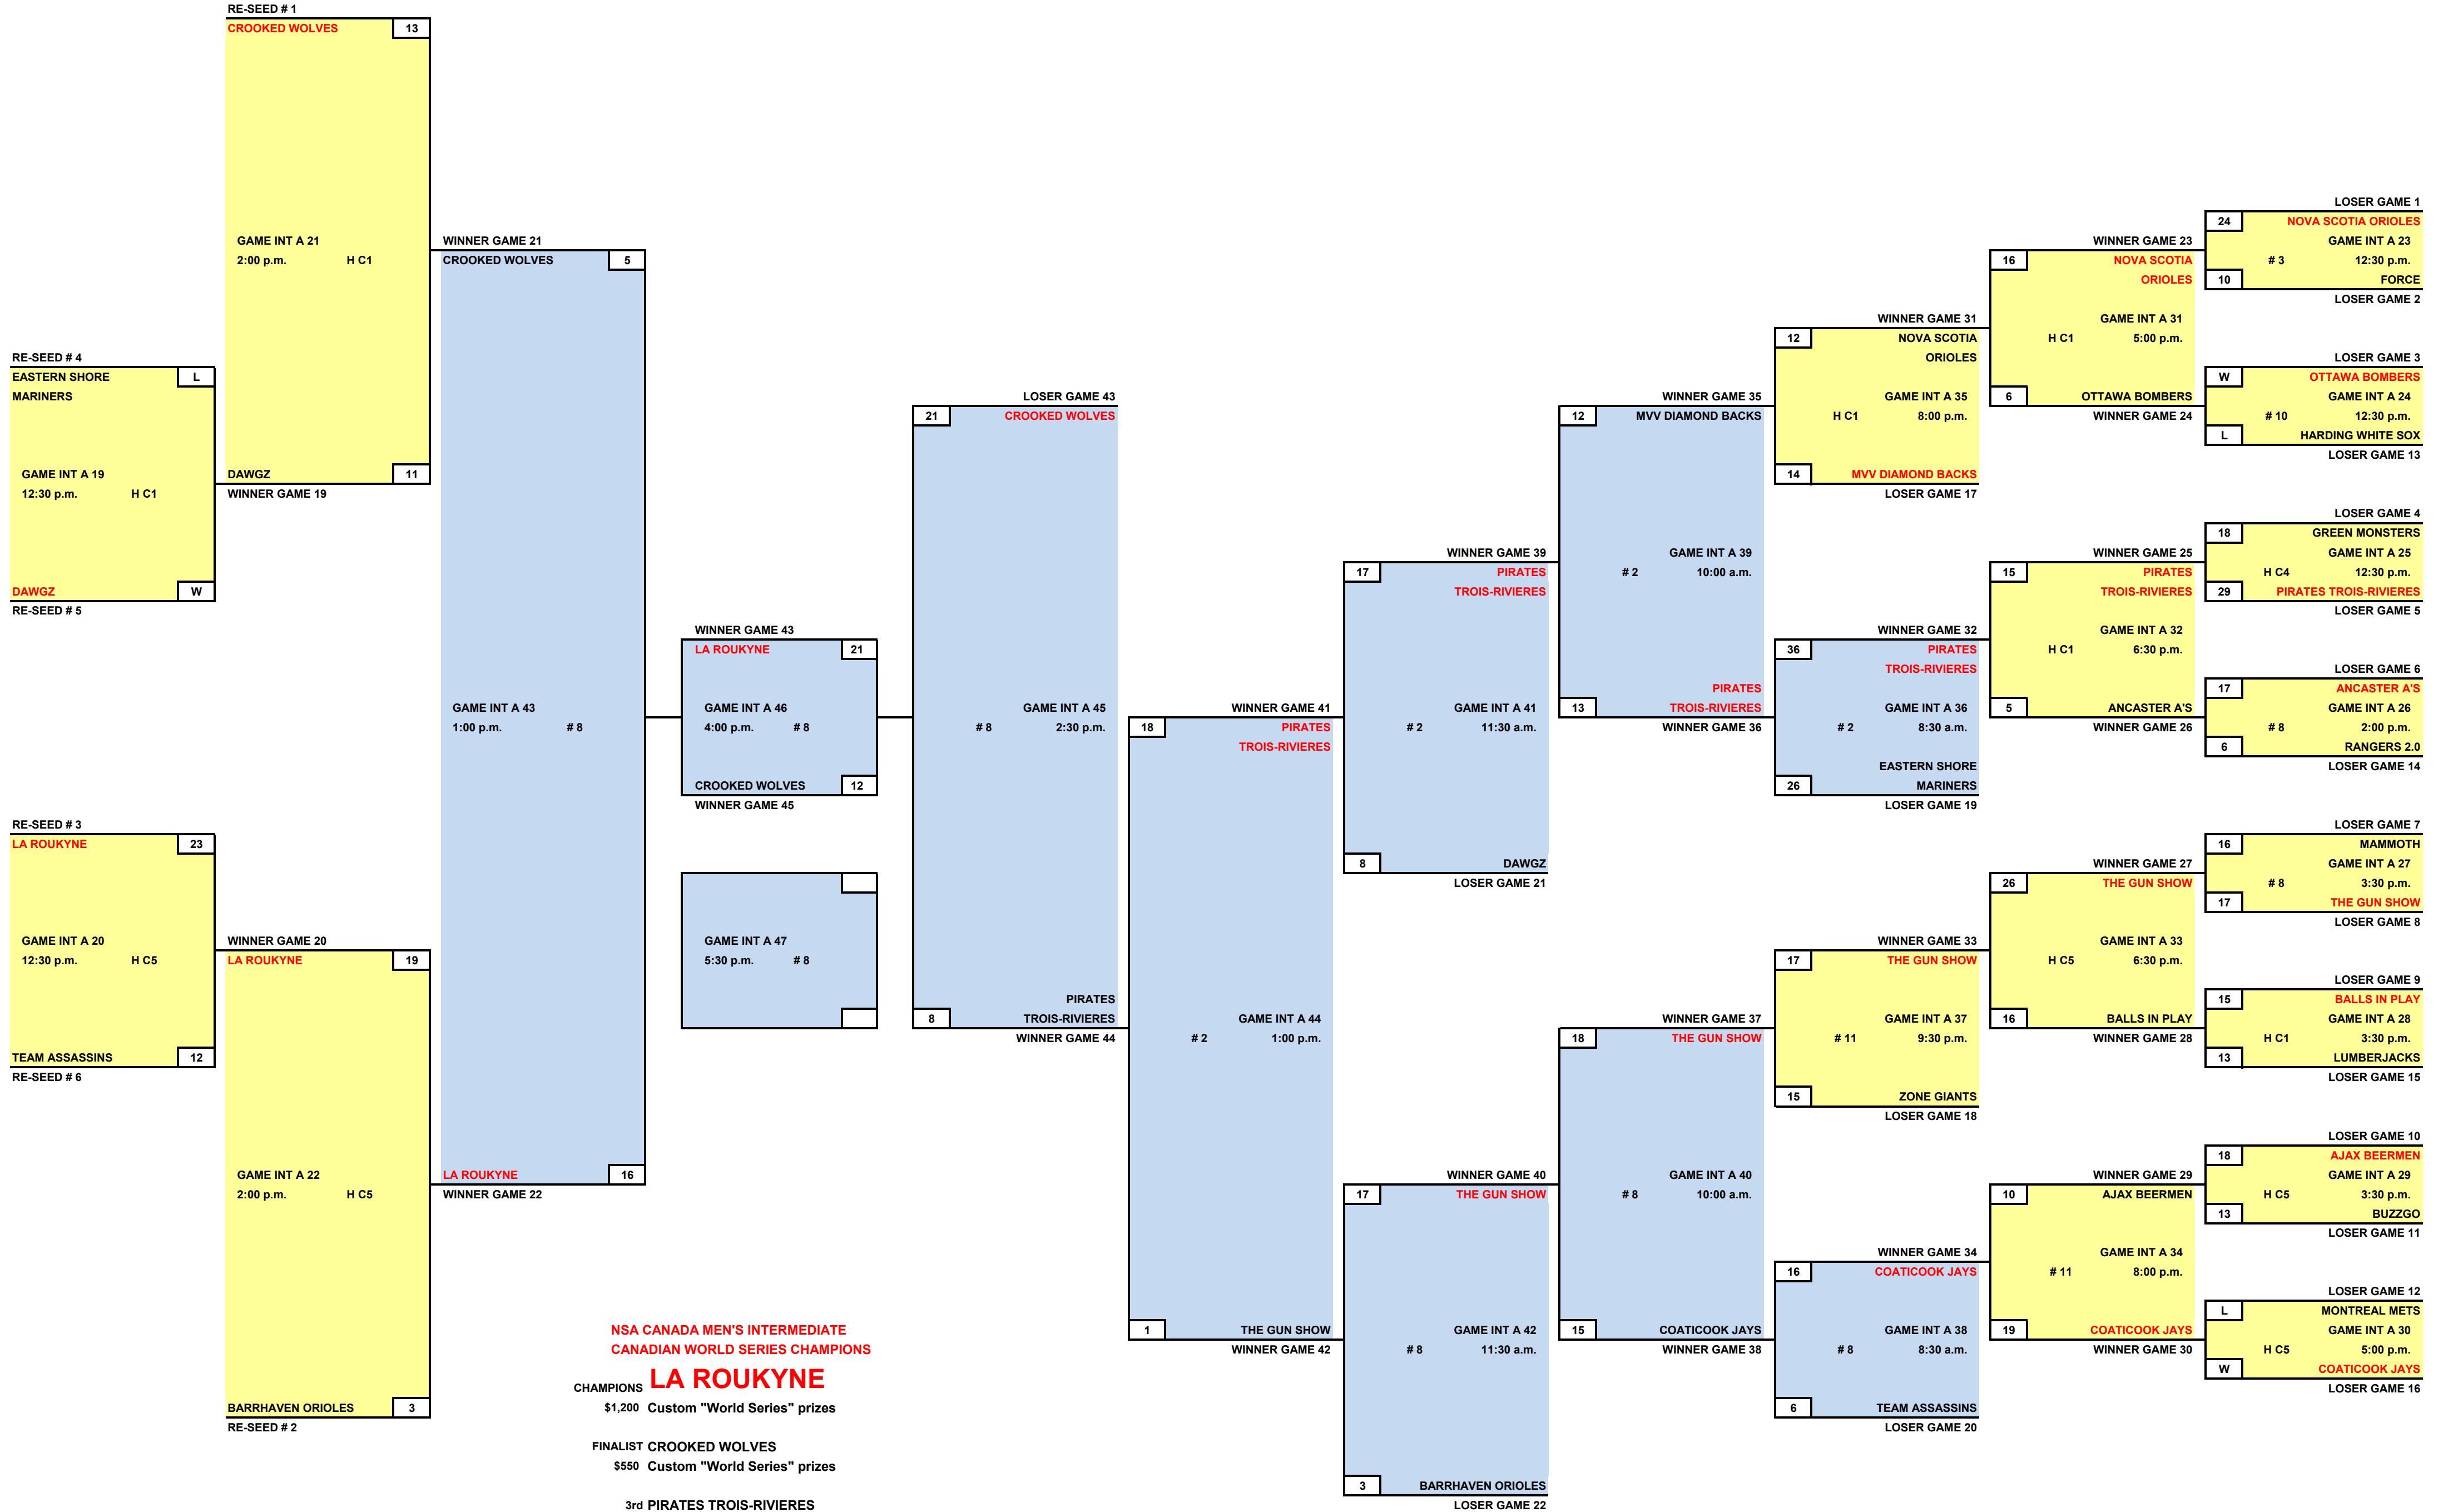 RE-SEED # 1
CROOKED WOLVES 13
GAME INT A 21
2:00 p.m. H C1
DAWGZ 11
WINNER GAME 19
RE-SEED # 4
EASTERN SHORE L
MARINERS
GAME INT A 19
12:30 p.m. H C1
DAWGZ W
RE-SEED # 5
RE-SEED # 3
LA ROUKYNE 23
GAME INT A 20
12:30 p.m. H C5
TEAM ASSASSINS 12
RE-SEED # 6
WINNER GAME 20
LA ROUKYNE 19
GAME INT A 22
2:00 p.m. H C5
BARRHAVEN ORIOLES 3
RE-SEED # 2
WINNER GAME 21
CROOKED WOLVES 5
GAME INT A 43
1:00 p.m. # 8
LA ROUKYNE 16
WINNER GAME 22
WINNER GAME 43
LA ROUKYNE 21
GAME INT A 46
4:00 p.m. # 8
CROOKED WOLVES 12
WINNER GAME 45
GAME INT A 47
5:30 p.m. # 8
NSA CANADA MEN'S INTERMEDIATE
CANADIAN WORLD SERIES CHAMPIONS
CHAMPIONS LA ROUKYNE
$1,200 Custom "World Series" prizes
FINALIST CROOKED WOLVES
$550 Custom "World Series" prizes
3rd PIRATES TROIS-RIVIERES
LOSER GAME 43
21 CROOKED WOLVES
GAME INT A 45
# 8 2:30 p.m.
PIRATES
8 TROIS-RIVIERES
WINNER GAME 44
WINNER GAME 41
18 PIRATES
TROIS-RIVIERES
GAME INT A 44
# 2 1:00 p.m.
1 THE GUN SHOW
WINNER GAME 42
WINNER GAME 39
17 PIRATES
TROIS-RIVIERES
GAME INT A 41
# 2 11:30 a.m.
8 DAWGZ
LOSER GAME 21
WINNER GAME 40
17 THE GUN SHOW
GAME INT A 42
# 8 11:30 a.m.
3 BARRHAVEN ORIOLES
LOSER GAME 22
WINNER GAME 35
12 MVV DIAMOND BACKS
GAME INT A 39
# 2 10:00 a.m.
PIRATES
13 TROIS-RIVIERES
WINNER GAME 36
WINNER GAME 37
18 THE GUN SHOW
GAME INT A 40
# 8 10:00 a.m.
15 COATICOOK JAYS
WINNER GAME 38
WINNER GAME 31
12 NOVA SCOTIA
ORIOLES
GAME INT A 35
H C1 8:00 p.m.
14 MVV DIAMOND BACKS
LOSER GAME 17
WINNER GAME 32
36 PIRATES
TROIS-RIVIERES
GAME INT A 36
# 2 8:30 a.m.
EASTERN SHORE
26 MARINERS
LOSER GAME 19
WINNER GAME 33
17 THE GUN SHOW
GAME INT A 37
# 11 9:30 p.m.
15 ZONE GIANTS
LOSER GAME 18
WINNER GAME 34
16 COATICOOK JAYS
GAME INT A 38
# 8 8:30 a.m.
6 TEAM ASSASSINS
LOSER GAME 20
WINNER GAME 23
16 NOVA SCOTIA
ORIOLES
GAME INT A 31
H C1 5:00 p.m.
6 OTTAWA BOMBERS
WINNER GAME 24
WINNER GAME 25
15 PIRATES
TROIS-RIVIERES
GAME INT A 32
H C1 6:30 p.m.
5 ANCASTER A'S
WINNER GAME 26
WINNER GAME 27
26 THE GUN SHOW
GAME INT A 33
H C5 6:30 p.m.
16 BALLS IN PLAY
WINNER GAME 28
WINNER GAME 29
10 AJAX BEERMEN
GAME INT A 34
# 11 8:00 p.m.
19 COATICOOK JAYS
WINNER GAME 30
LOSER GAME 1
24 NOVA SCOTIA ORIOLES
GAME INT A 23
# 3 12:30 p.m.
10 FORCE
LOSER GAME 2
LOSER GAME 3
W OTTAWA BOMBERS
GAME INT A 24
# 10 12:30 p.m.
L HARDING WHITE SOX
LOSER GAME 13
LOSER GAME 4
18 GREEN MONSTERS
GAME INT A 25
H C4 12:30 p.m.
29 PIRATES TROIS-RIVIERES
LOSER GAME 5
LOSER GAME 6
17 ANCASTER A'S
GAME INT A 26
# 8 2:00 p.m.
6 RANGERS 2.0
LOSER GAME 14
LOSER GAME 7
16 MAMMOTH
GAME INT A 27
# 8 3:30 p.m.
17 THE GUN SHOW
LOSER GAME 8
LOSER GAME 9
15 BALLS IN PLAY
GAME INT A 28
H C1 3:30 p.m.
13 LUMBERJACKS
LOSER GAME 15
LOSER GAME 10
18 AJAX BEERMEN
GAME INT A 29
H C5 3:30 p.m.
13 BUZZGO
LOSER GAME 11
LOSER GAME 12
L MONTREAL METS
GAME INT A 30
H C5 5:00 p.m.
W COATICOOK JAYS
LOSER GAME 16